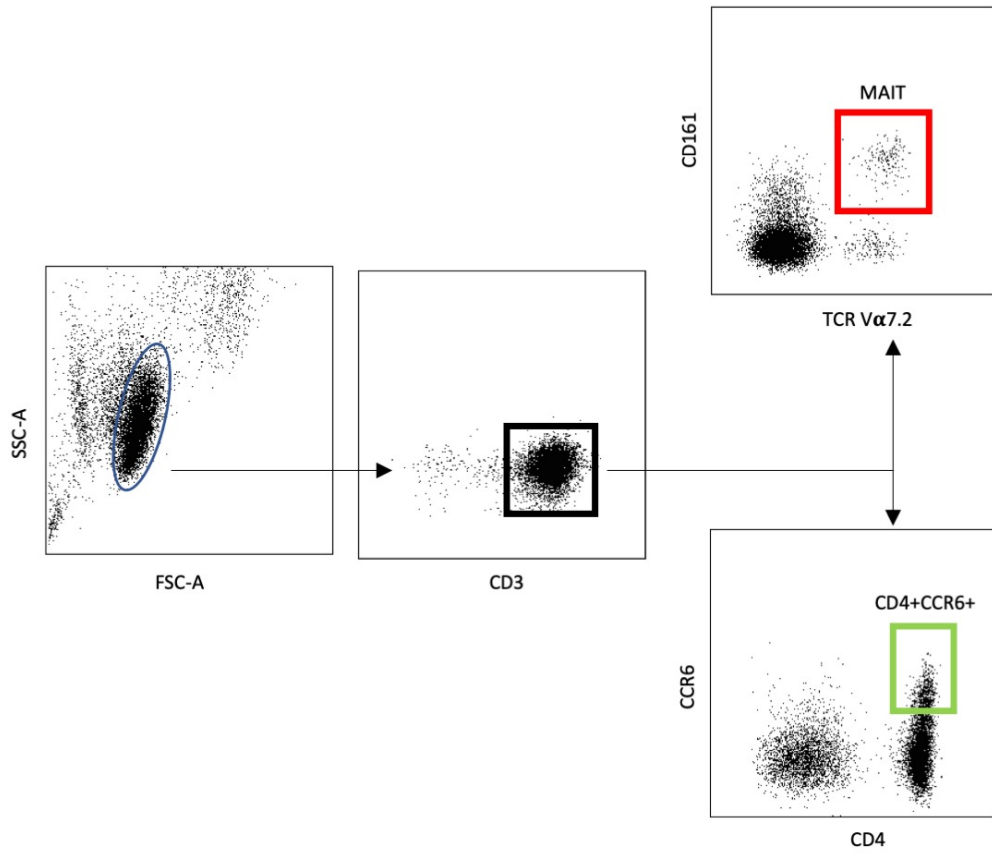 MAIT
CD161
TCR Vα7.2
SSC-A
FSC-A
CD3
CD4+CCR6+
CCR6
CD4